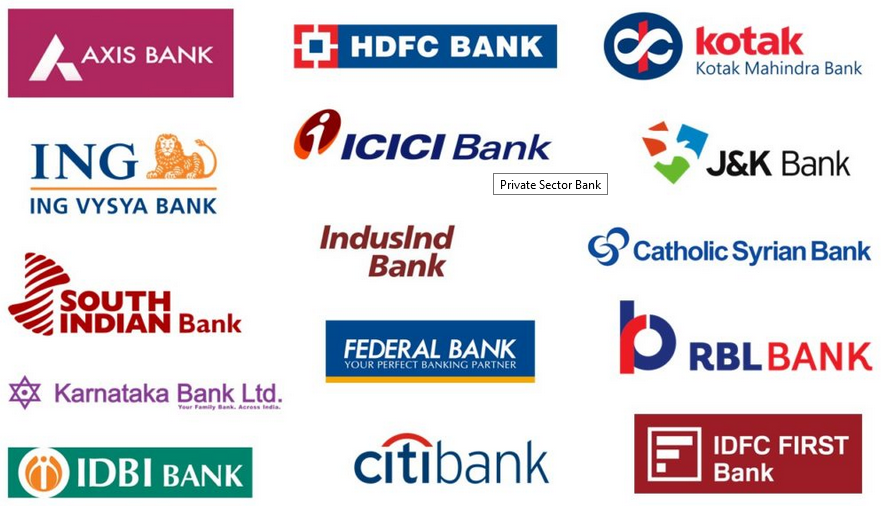 AXIS BANK
HDFC BANK
kotak
Kotak Mahindra Bank
ING
ING VYSYA BANK
i ICICI Bank
J&K Bank
Private Sector Bank
IndusInd
Bank
Catholic Syrian Bank
SOUTH
INDIAN Bank
FEDERAL BANK
YOUR PERFECT BANKING PARTNER
RBL BANK
Karnataka Bank Ltd.
Your Family Bank. Across India.
IDBI BANK
citibank
IDFC FIRST
Bank